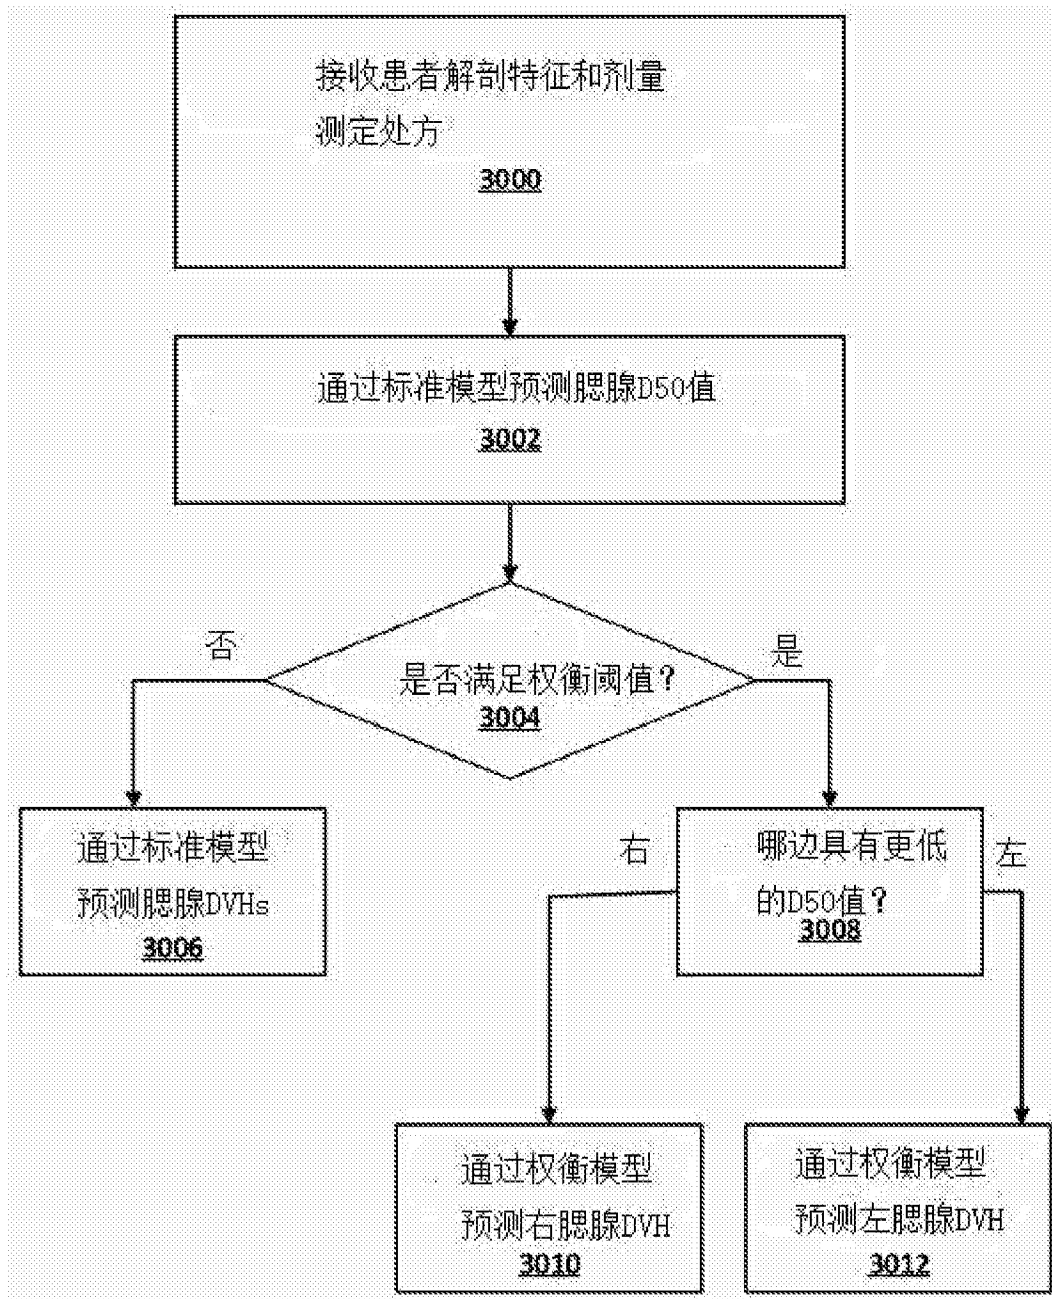 接收患者解剖特征和剂量
测定处方
3000
通过标准模型预测腮腺D50值
3002
否
是
是否满足权衡阈值？
3004
通过标准模型
预测腮腺DVHs
3006
右
哪边具有更低
的D50值？
3008
左
通过权衡模型
预测右腮腺DVH
3010
通过权衡模型
预测左腮腺DVH
3012